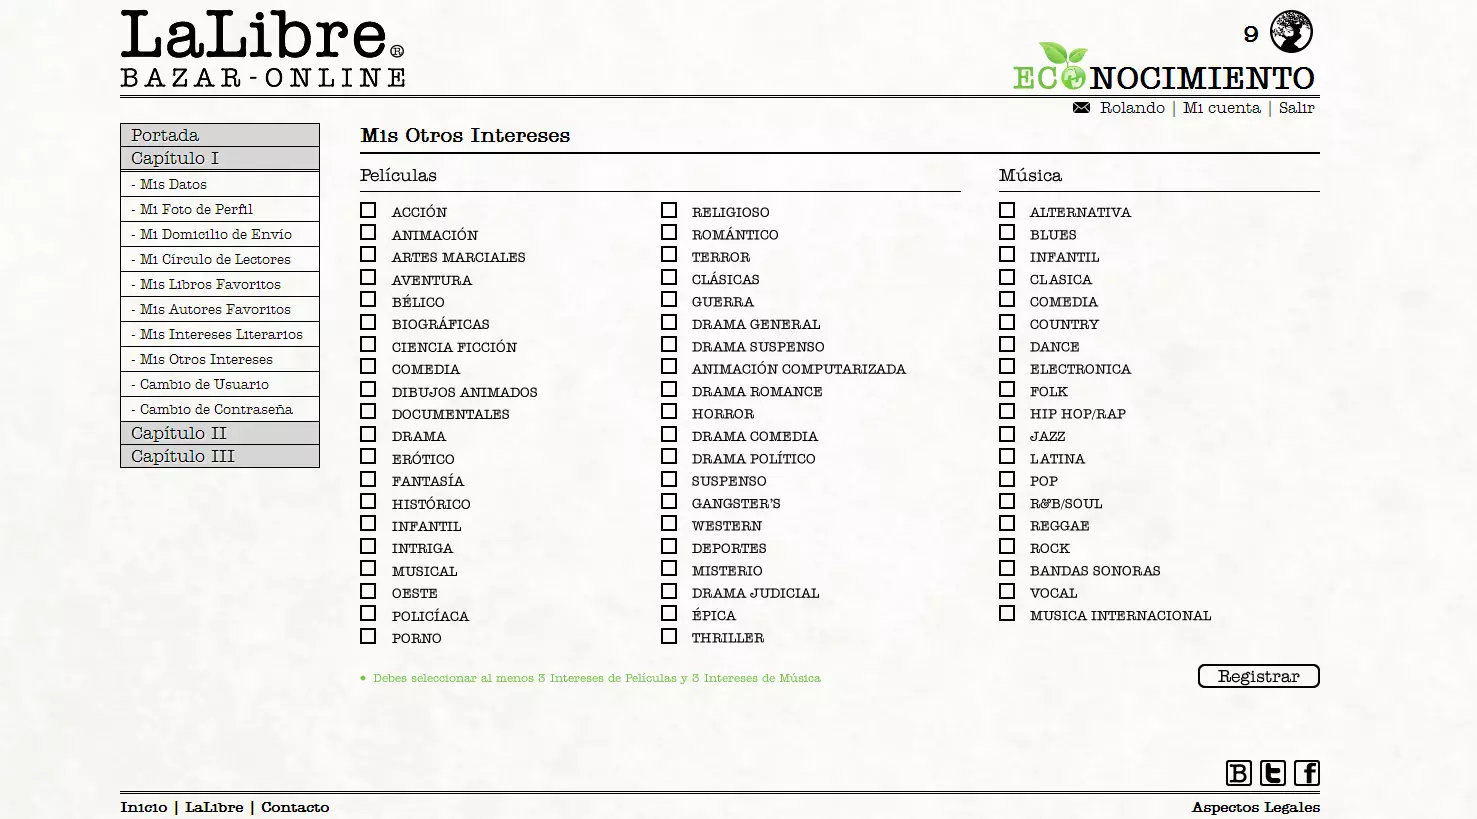 LaLibre®
BAZAR-ONLINE
9
ECONOCIMIENTO
Rolando | Mi cuenta | Salir
Portada
Capítulo I
- Mis Datos
- Mi Foto de Perfil
- Mi Domicilio de Envío
- Mi Círculo de Lectores
- Mis Libros Favoritos
- Mis Autores Favoritos
- Mis Intereses Literarios
- Mis Otros Intereses
- Cambio de Usuario
- Cambio de Contraseña
Capítulo II
Capítulo III
Mis Otros Intereses
Películas
ACCIÓN
ANIMACIÓN
ARTES MARCIALES
AVENTURA
BÉLICO
BIOGRÁFICAS
CIENCIA FICCIÓN
COMEDIA
DIBUJOS ANIMADOS
DOCUMENTALES
DRAMA
ERÓTICO
FANTASÍA
HISTÓRICO
INFANTIL
INTRIGA
MUSICAL
OESTE
POLICÍACA
PORNO
RELIGIOSO
ROMÁNTICO
TERROR
CLÁSICAS
GUERRA
DRAMA GENERAL
DRAMA SUSPENSO
ANIMACIÓN COMPUTARIZADA
DRAMA ROMANCE
HORROR
DRAMA COMEDIA
DRAMA POLÍTICO
SUSPENSO
GANGSTER'S
WESTERN
DEPORTES
MISTERIO
DRAMA JUDICIAL
ÉPICA
THRILLER
Música
ALTERNATIVA
BLUES
INFANTIL
CLASICA
COMEDIA
COUNTRY
DANCE
ELECTRONICA
FOLK
HIP HOP/RAP
JAZZ
LATINA
POP
R&B/SOUL
REGGAE
ROCK
BANDAS SONORAS
VOCAL
MUSICA INTERNACIONAL
• Debes seleccionar al menos 3 Intereses de Películas y 3 Intereses de Música
Registrar
B t f
Inicio | LaLibre | Contacto
Aspectos Legales